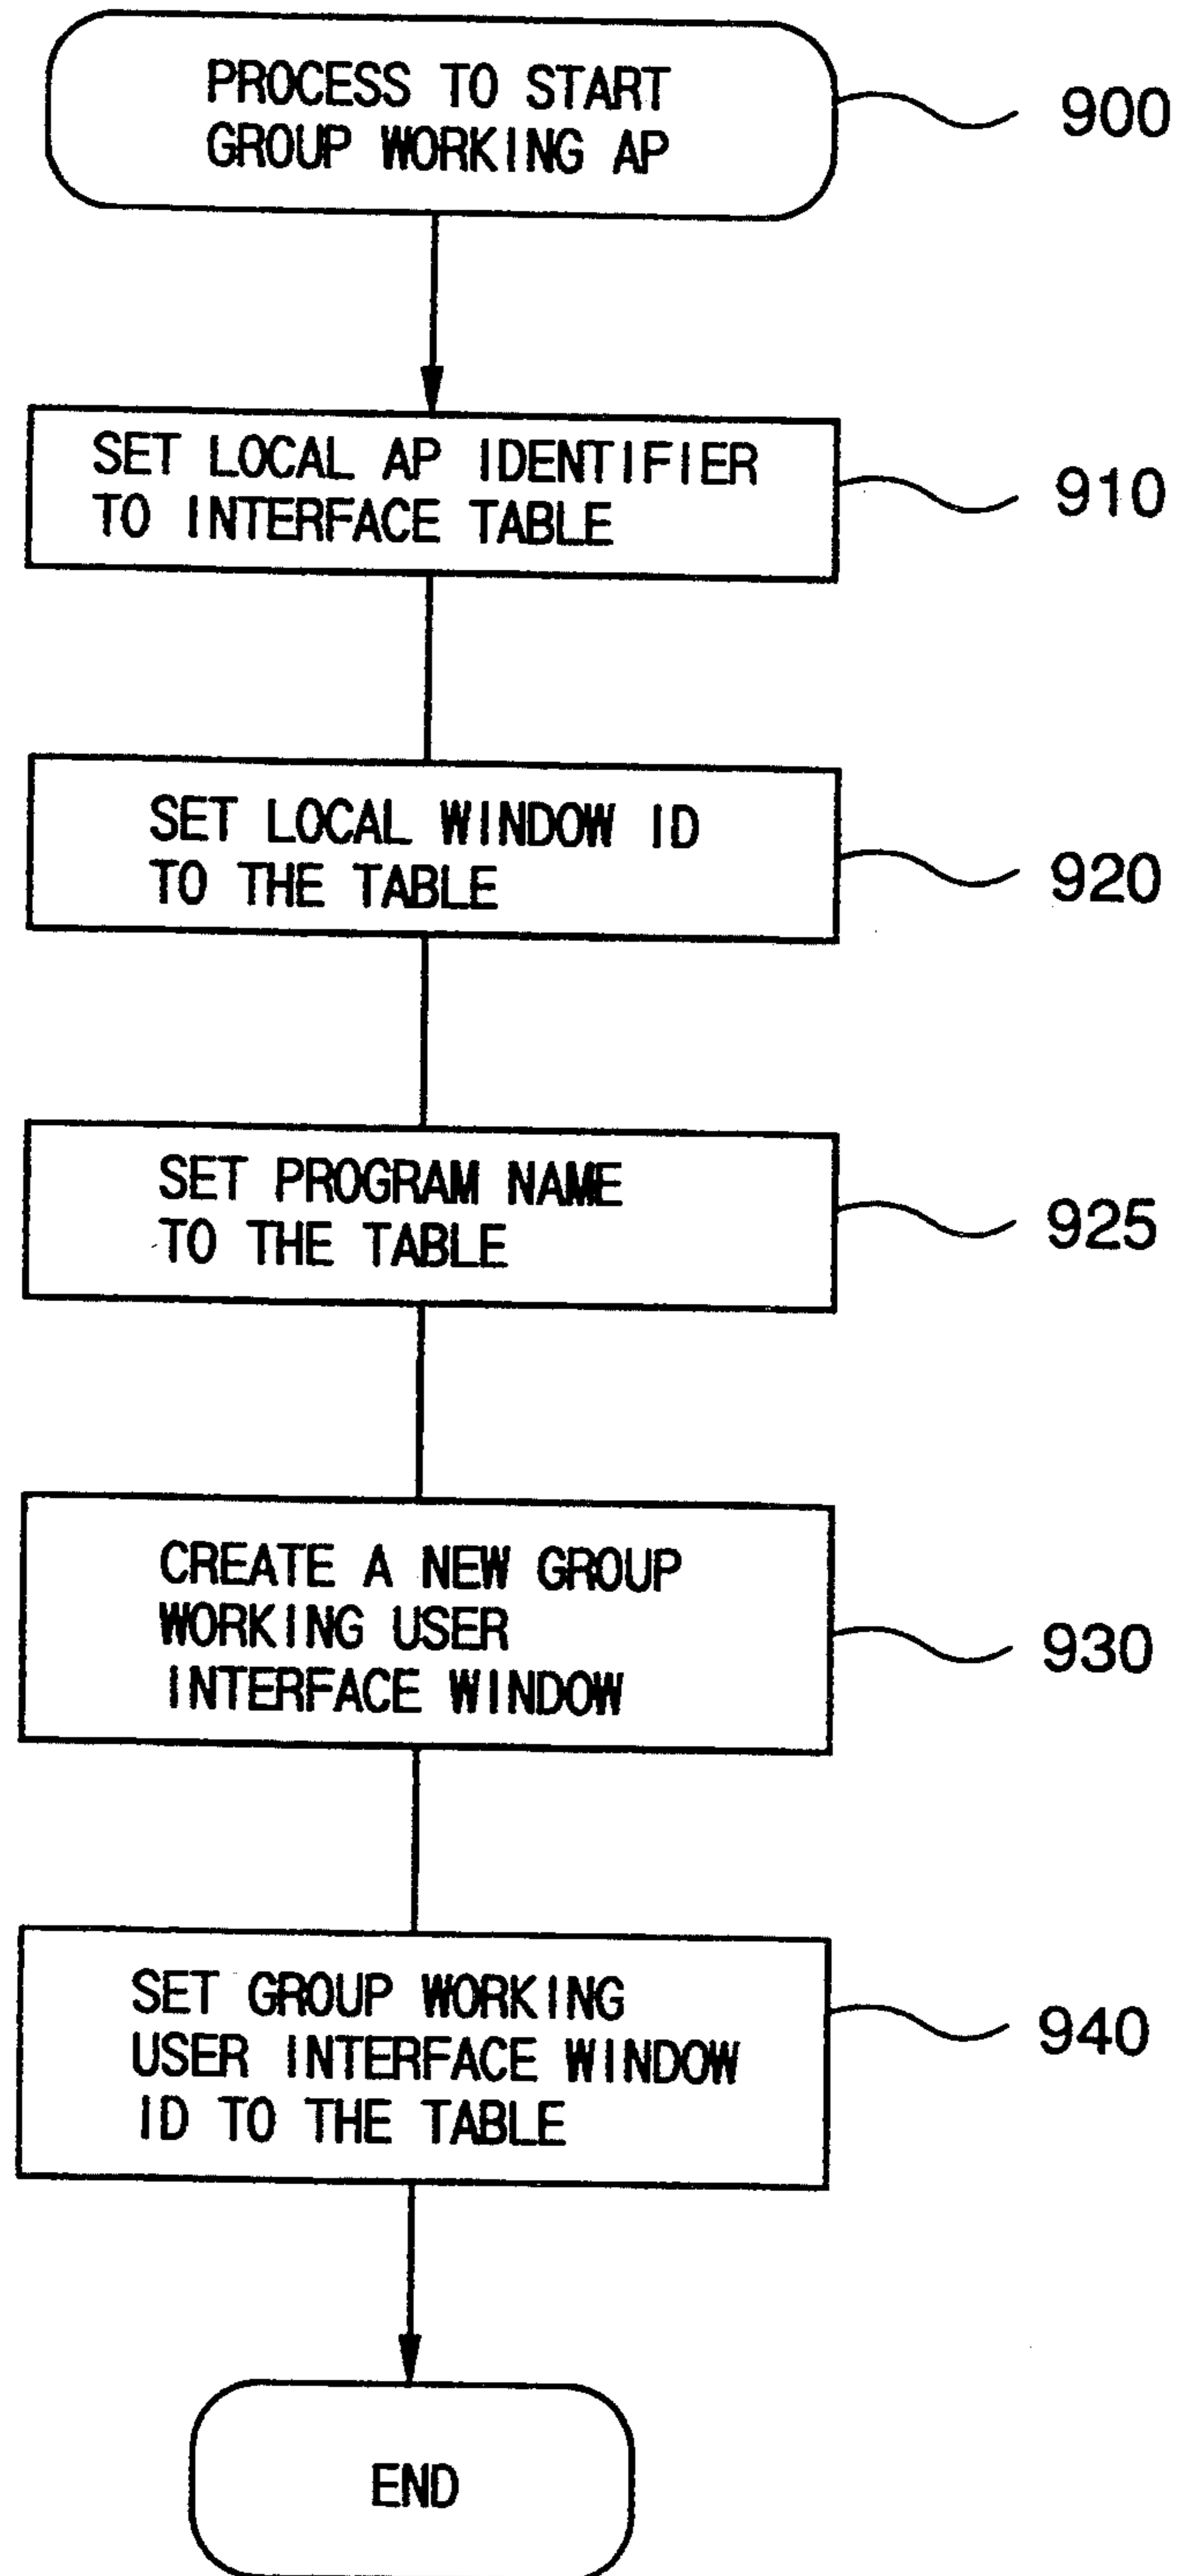 PROCESS TO START
GROUP WORKING AP
900
SET LOCAL AP IDENTIFIER
TO INTERFACE TABLE
910
SET LOCAL WINDOW ID
TO THE TABLE
920
SET PROGRAM NAME
TO THE TABLE
925
CREATE A NEW GROUP
WORKING USER
INTERFACE WINDOW
930
SET GROUP WORKING
USER INTERFACE WINDOW
ID TO THE TABLE
940
END